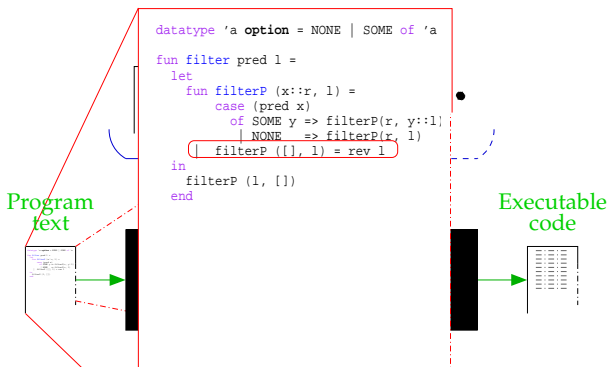 datatype 'a option = NONE | SOME of 'a
fun filter pred l =
let
fun filterP (x::r, l) =
case (pred x)
of SOME y => filterP(r, y::l)
| NONE => filterP(r, l)
| filterP ([], l) = rev l
in
filterP (l, [])
end
Program
text
Executable
code